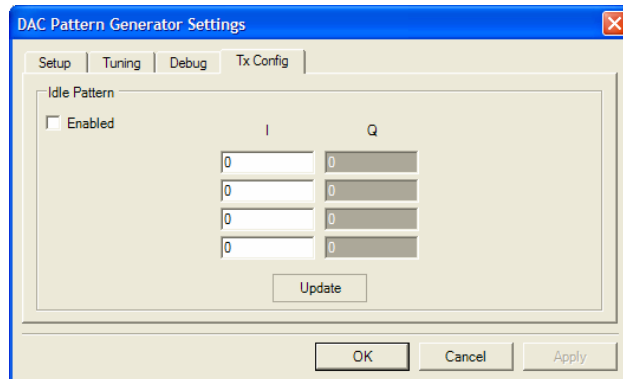 DAC Pattern Generator Settings
Setup Tuning Debug Tx Config
Idle Pattern
Enabled
I Q
0 0
0 0
0 0
0 0
Update
OK Cancel Apply